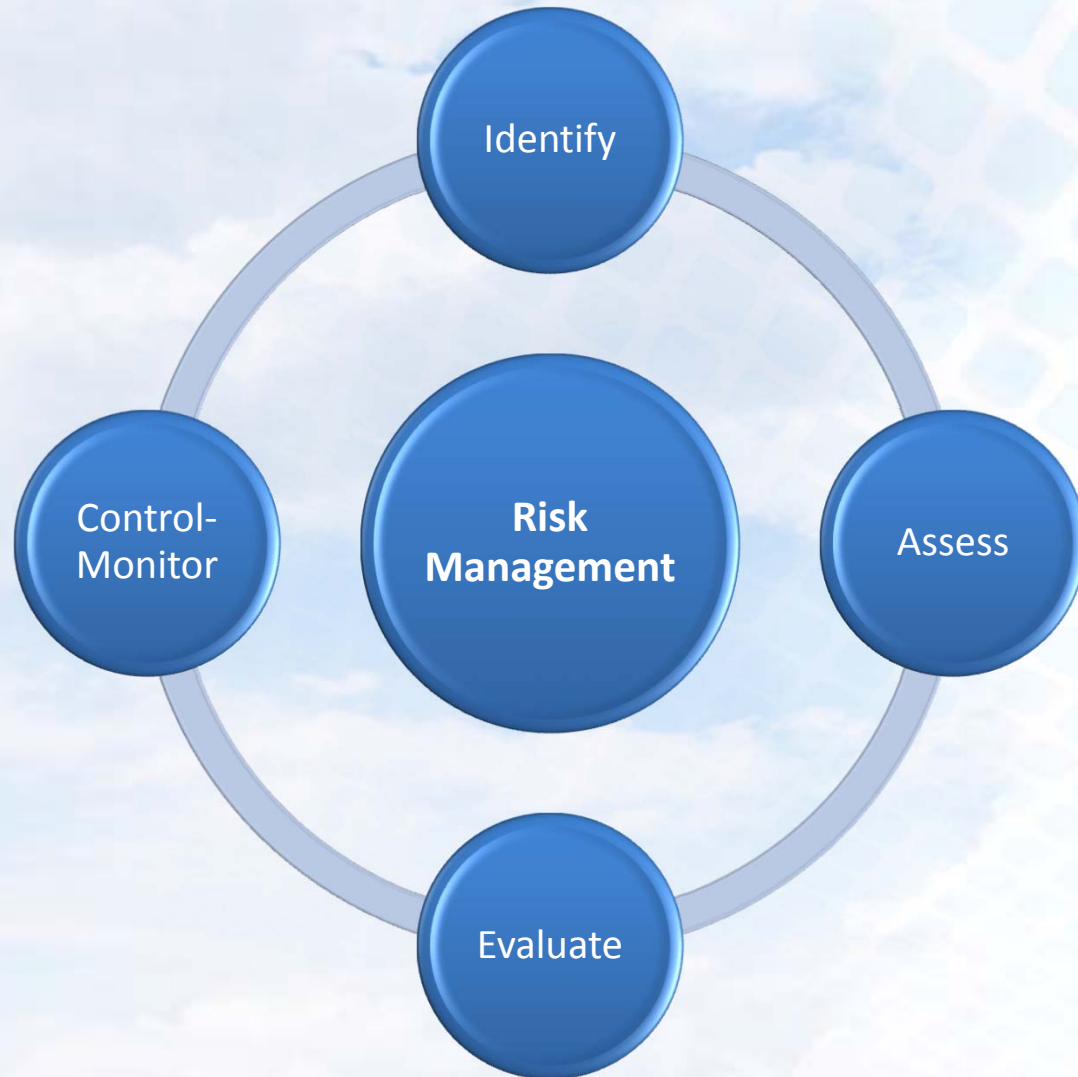 Identify
Risk
Management
Assess
Evaluate
Control-
Monitor